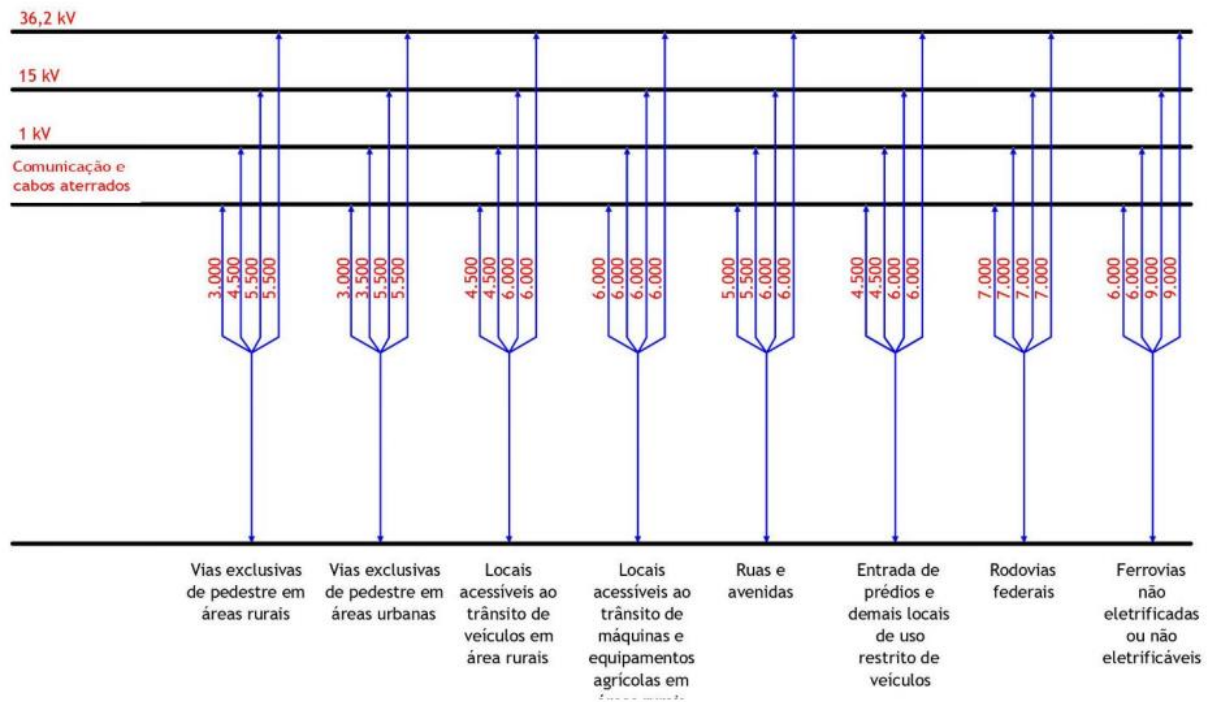 36,2 kV
15 kV
1 kV
Comunicação e
cabos aterrados
3.000
4.500
5.500
5.500
3.000
3.500
5.500
5.500
4.500
4.500
6.000
6.000
6.000
6.000
6.000
6.000
5.000
5.500
6.000
6.000
4.500
4.500
6.000
6.000
7.000
7.000
7.000
7.000
6.000
6.000
9.000
9.000
Vias exclusivas
de pedestre em
áreas rurais
Vias exclusivas
de pedestre em
áreas urbanas
Locais
acessíveis ao
trânsito de
veículos em
área rurais
Locais
acessíveis ao
trânsito de
máquinas e
equipamentos
agrícolas em
Ruas e
avenidas
Entrada de
prédios e
demais locais
de uso
restrito de
veículos
Rodovias
federais
Ferrovias
não
eletrificadas
ou não
eletrificáveis